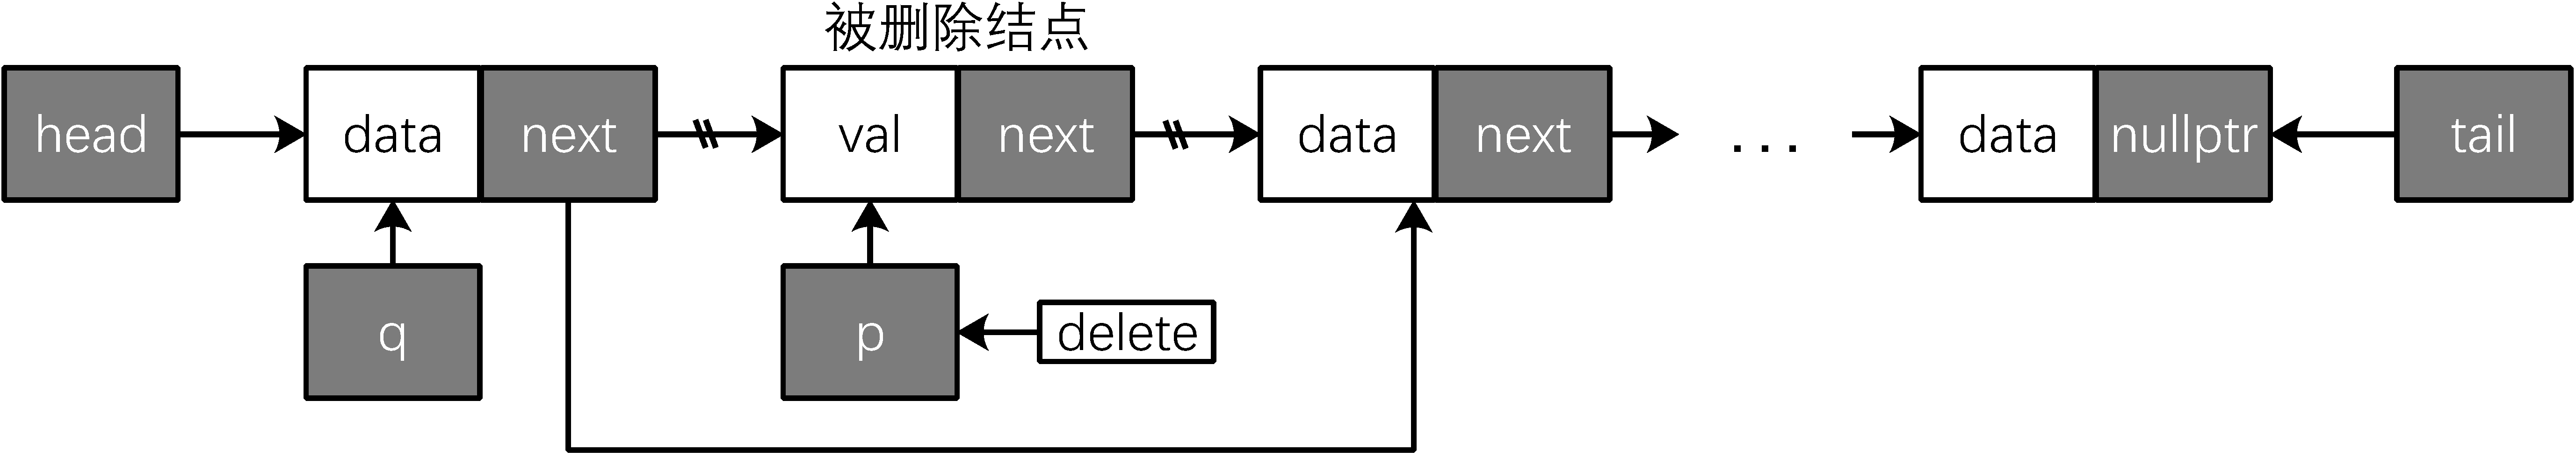 被删除结点
head data next val next data next ... data nullptr tail
q p delete